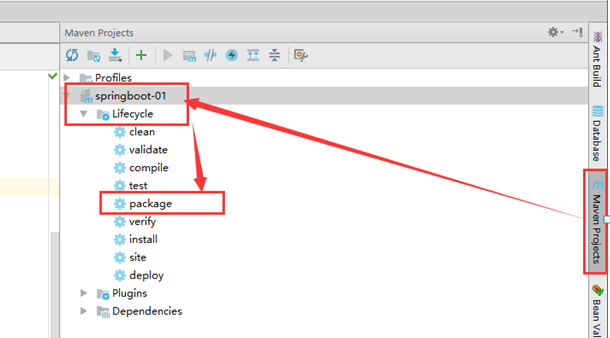 Maven Projects
Profiles
springboot-01
Lifecycle
clean
validate
compile
test
package
verify
install
site
deploy
Plugins
Dependencies
Ant Build
Database
m
Maven Projects
Bean Val